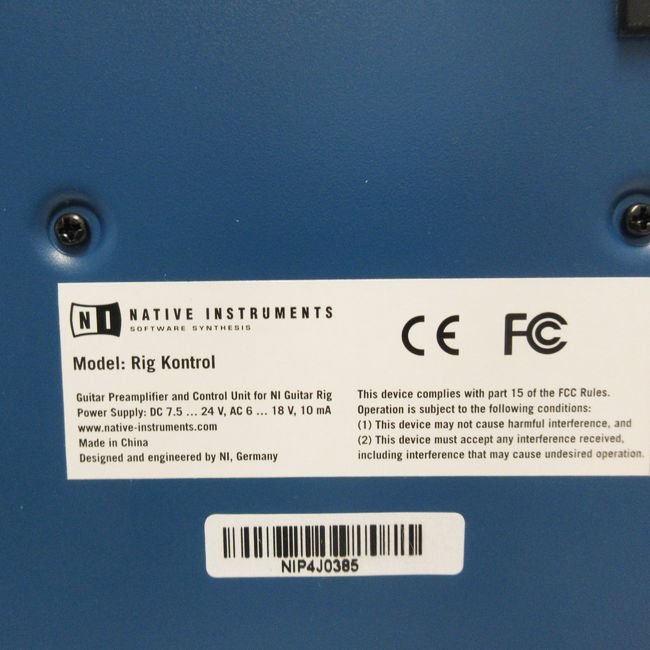 NI NATIVE INSTRUMENTS
SOFTWARE SYNTHESIS
CE FC
Model: Rig Kontrol
Guitar Preamplifier and Control Unit for NI Guitar Rig
Power Supply: DC 7.5 ... 24 V, AC 6 ... 18 V, 10 mA
www.native-instruments.com
Made in China
Designed and engineered by NI, Germany
This device complies with part 15 of the FCC Rules.
Operation is subject to the following conditions:
(1) This device may not cause harmful interference, and
(2) This device must accept any interference received,
including interference that may cause undesired operation.
NIP4J0385